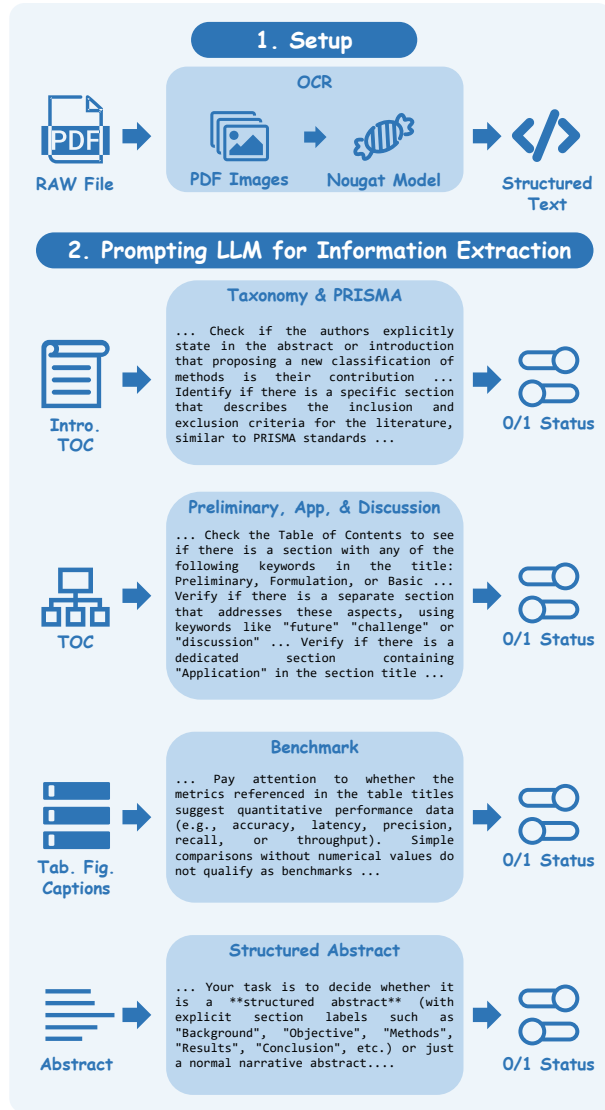 1. Setup
OCR
PDF
RAW File
PDF Images
Nougat Model
Structured
Text
2. Prompting LLM for Information Extraction
Taxonomy & PRISMA
... Check if the authors explicitly
state in the abstract or introduction
that proposing a new classification of
methods is their contribution ...
Identify if there is a specific section
that describes the inclusion and
exclusion criteria for the literature,
similar to PRISMA standards ...
Intro.
TOC
0/1 Status
Preliminary, App, & Discussion
... Check the Table of Contents to see
if there is a section with any of the
following keywords in the title:
Preliminary, Formulation, or Basic ...
Verify if there is a separate section
that addresses these aspects, using
keywords like "future" "challenge" or
"discussion" ... Verify if there is a
dedicated section containing
"Application" in the section title ...
TOC
0/1 Status
Benchmark
... Pay attention to whether the
metrics referenced in the table titles
suggest quantitative performance data
(e.g., accuracy, latency, precision,
recall, or throughput). Simple
comparisons without numerical values do
not qualify as benchmarks ...
Tab. Fig.
Captions
0/1 Status
Structured Abstract
... Your task is to decide whether it
is a **structured abstract** (with
explicit section labels such as
"Background", "Objective", "Methods",
"Results", "Conclusion", etc.) or just
a normal narrative abstract....
Abstract
0/1 Status